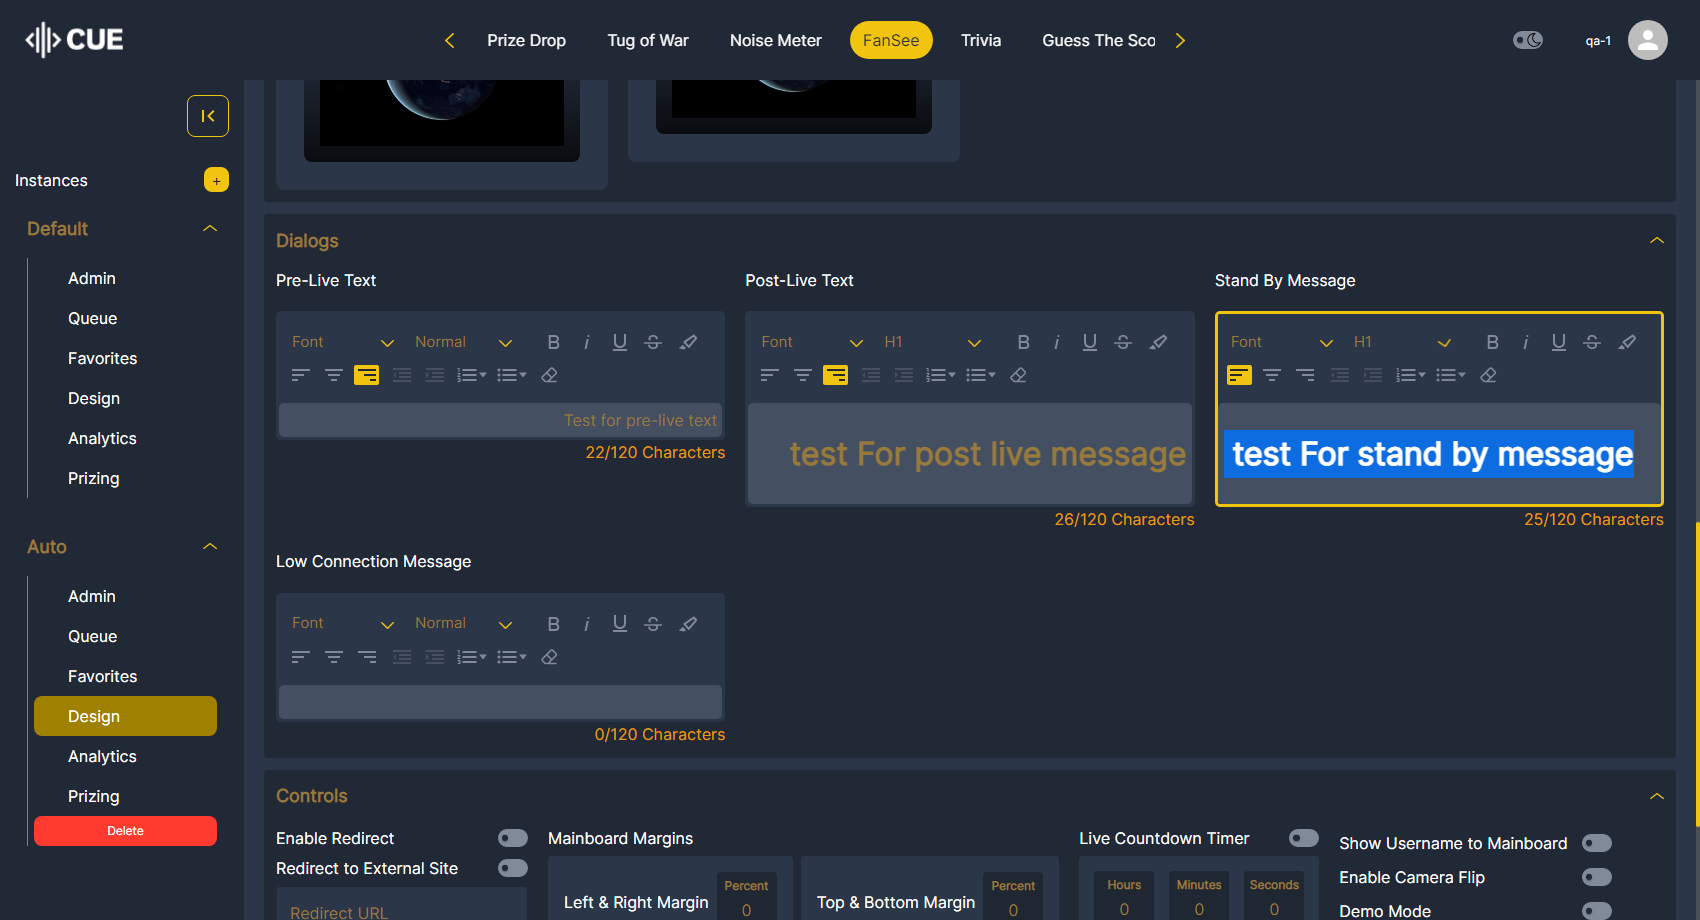 CUE
Prize Drop
Tug of War
Noise Meter
FanSee
Trivia
Guess The Sco
qa-1
Instances
+
Default
Admin
Queue
Favorites
Design
Analytics
Prizing
Auto
Admin
Queue
Favorites
Design
Analytics
Prizing
Delete
Dialogs
Pre-Live Text
Font
Normal
B i U S
Test for pre-live text
22/120 Characters
Post-Live Text
Font
H1
B i U S
test For post live message
26/120 Characters
Stand By Message
Font
H1
B i U S
test For stand by message
25/120 Characters
Low Connection Message
Font
Normal
B i U S
0/120 Characters
Controls
Enable Redirect
Redirect to External Site
Redirect URL
Mainboard Margins
Left & Right Margin
Percent
0
Top & Bottom Margin
Percent
0
Live Countdown Timer
Hours
0
Minutes
0
Seconds
0
Show Username to Mainboard
Enable Camera Flip
Demo Mode